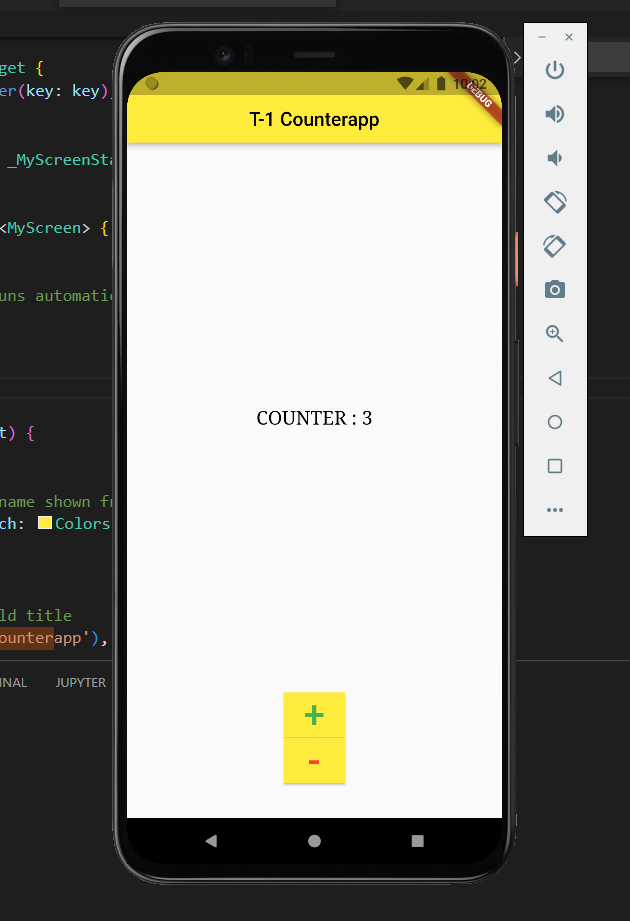 get {
er(key: key)
_MyScreenSta
<MyScreen> {
uns automatic
t) {
name shown f
ch: Colors
ld title
ounterapp'),
INAL JUPYTER
10:02
DEBUG
T-1 Counterapp
COUNTER : 3
+
-